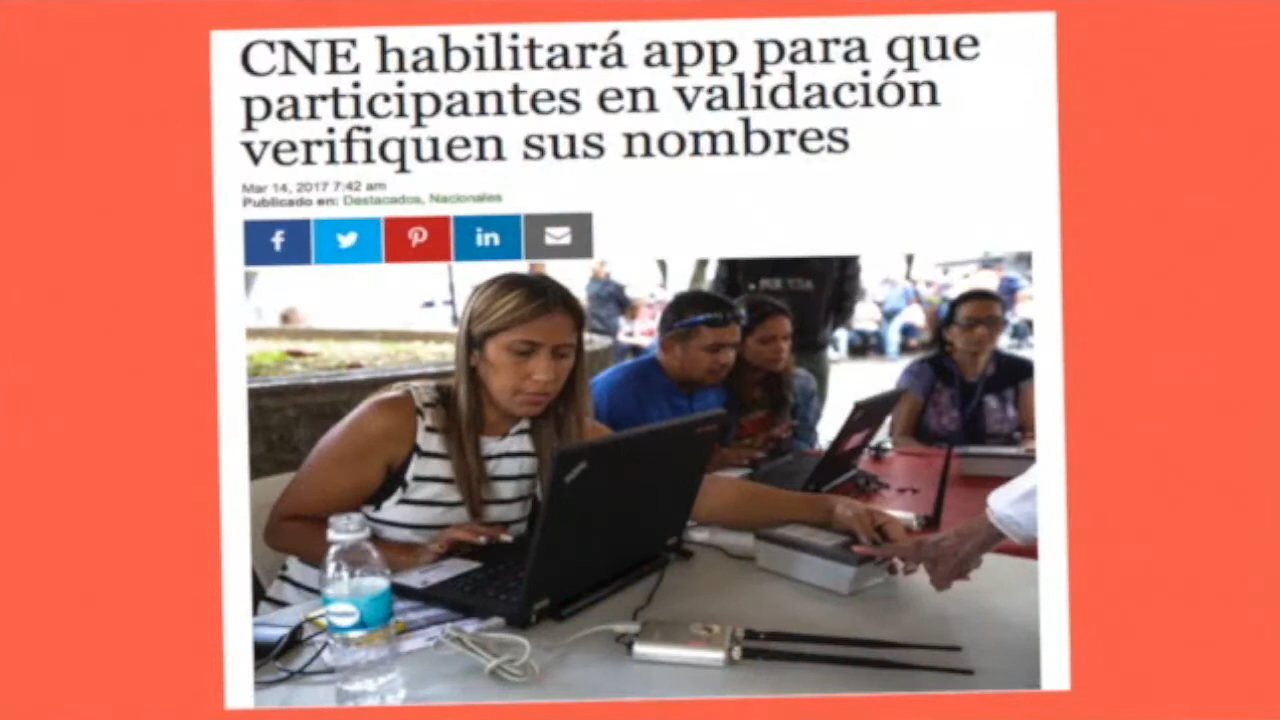 CNE habilitará app para que
participantes en validación
verifiquen sus nombres
Mar 14, 2017 7:42 am
Publicado en: Destacados, Nacionales